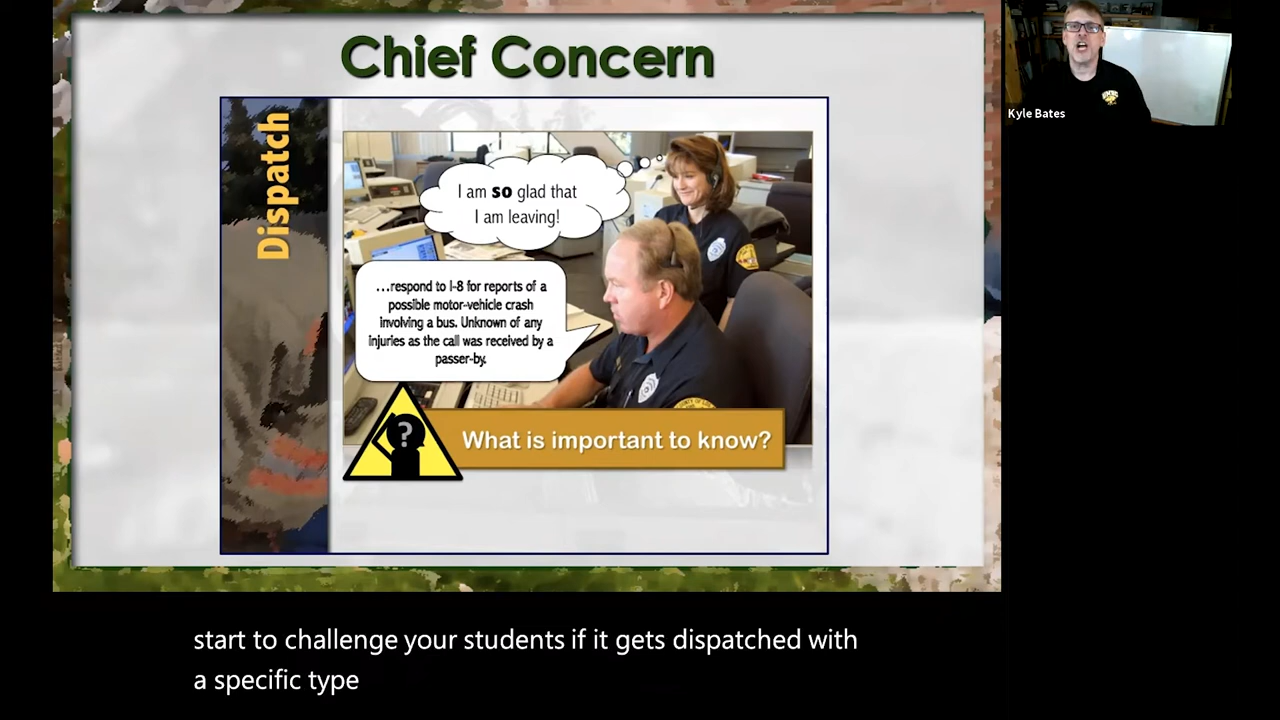 Chief Concern
Kyle Bates
Dispatch
I am so glad that
I am leaving!
...respond to I-8 for reports of a
possible motor-vehicle crash
involving a bus. Unknown of any
injuries as the call was received by a
passer-by.
?
What is important to know?
start to challenge your students if it gets dispatched with
a specific type